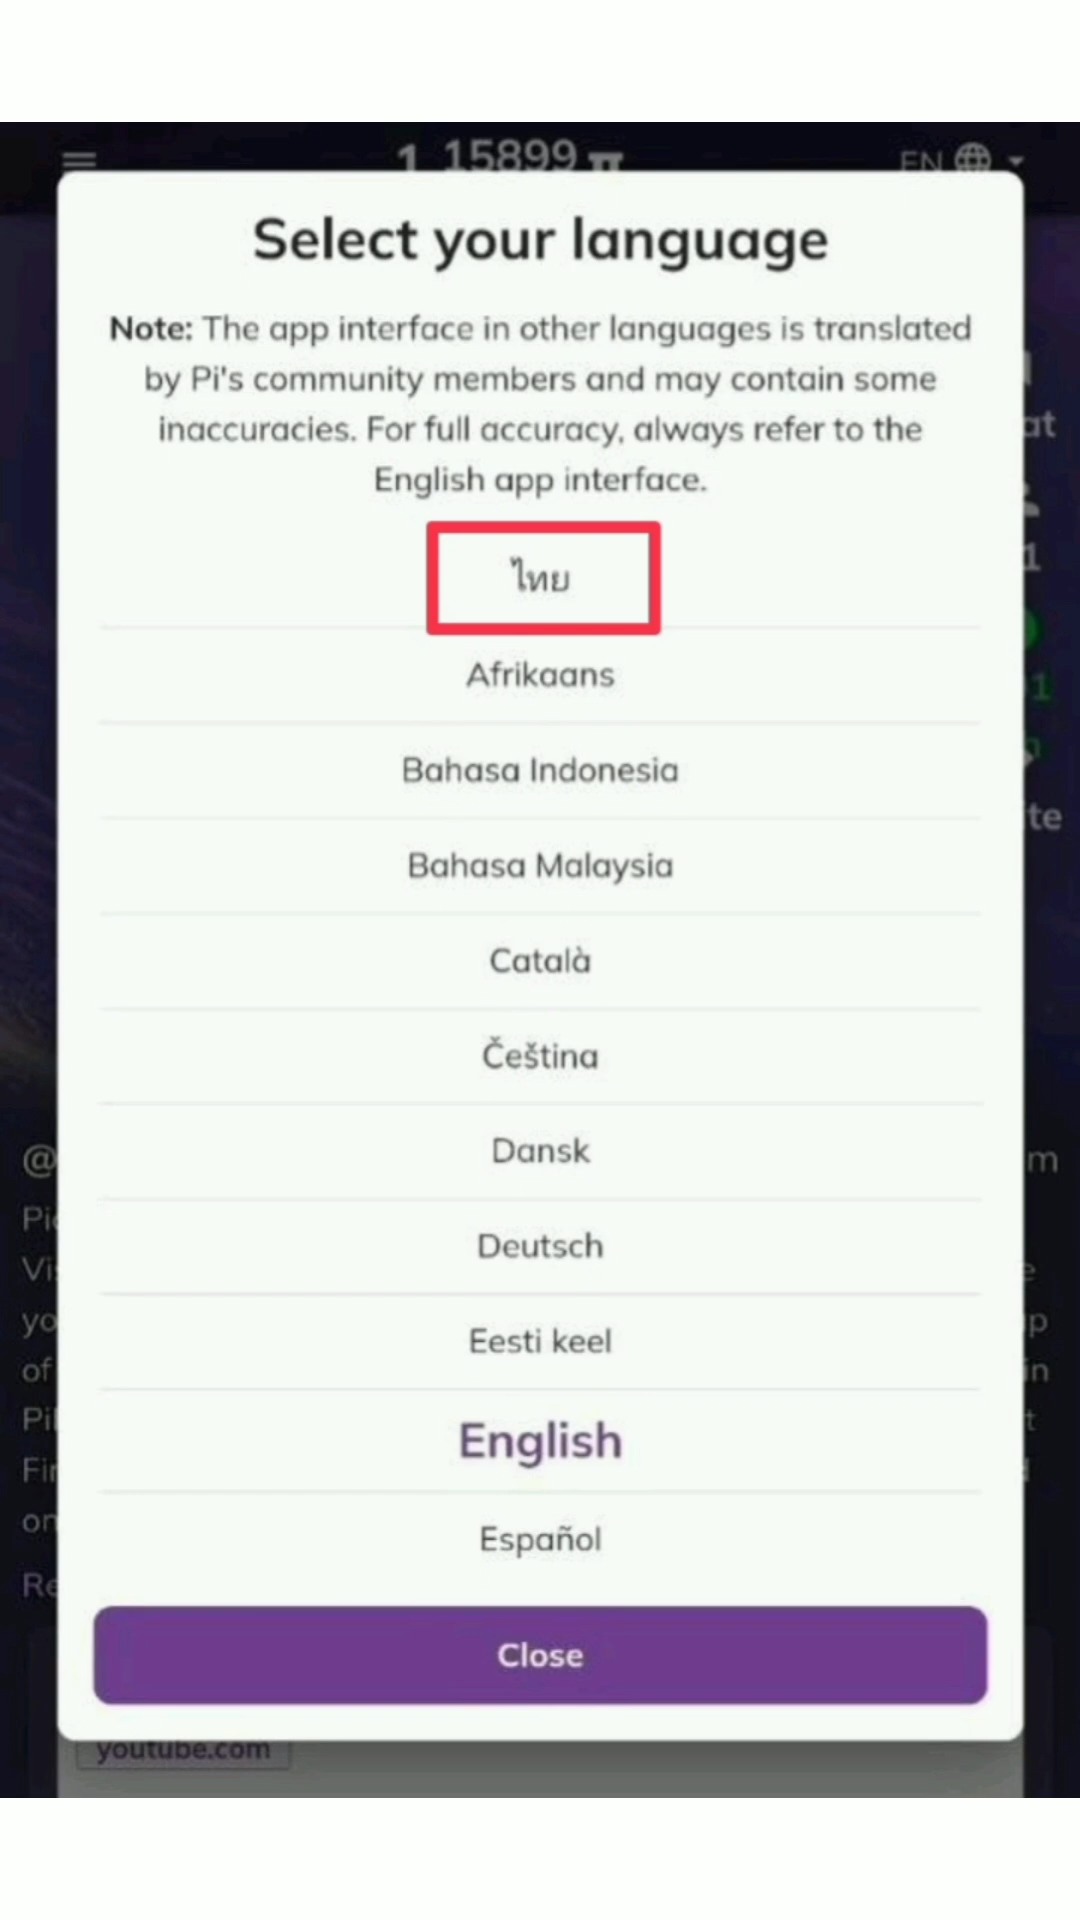 1.15899 π
EN
Select your language
Note: The app interface in other languages is translated
by Pi's community members and may contain some
inaccuracies. For full accuracy, always refer to the
English app interface.
ไทย
Afrikaans
Bahasa Indonesia
Bahasa Malaysia
Català
Čeština
Dansk
Deutsch
Eesti keel
English
Español
Close
youtube.com